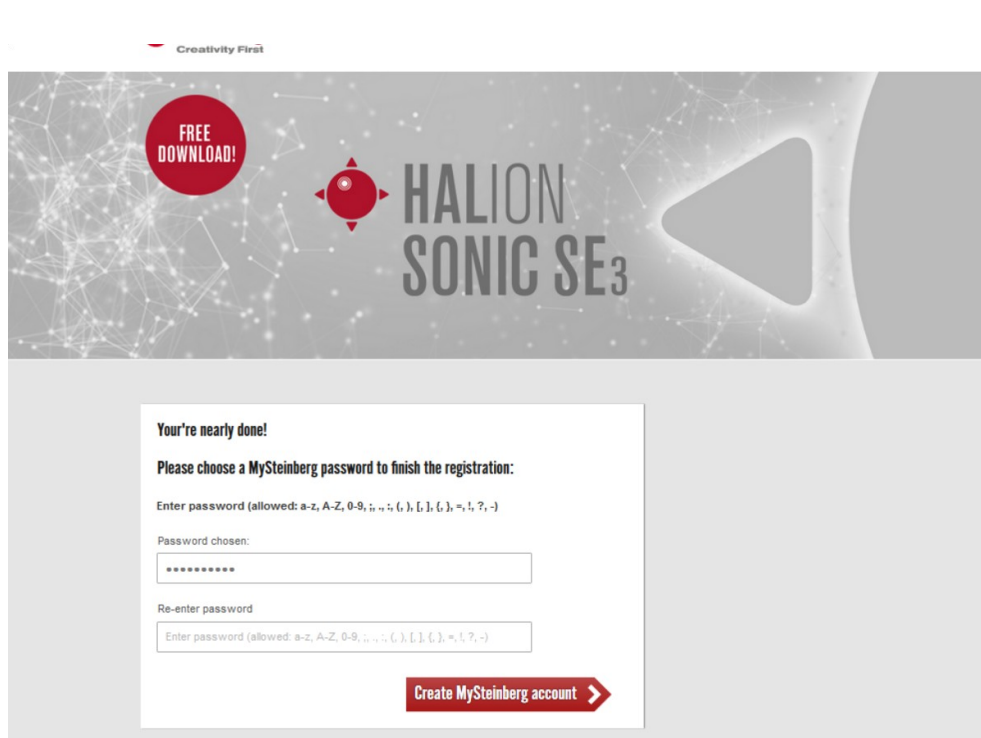 Creativity First
FREE
DOWNLOAD!
HALION
SONIC SE3
Your're nearly done!
Please choose a MySteinberg password to finish the registration:
Enter password (allowed: a-z, A-Z, 0-9, ;, ., :, (, ), [, ], {, }, =, !, ?, -)
Password chosen:
Re-enter password
Enter password (allowed: a-z, A-Z, 0-9, ;, ., :, (, ), [, ], {, }, =, !, ?, -)
Create MySteinberg account